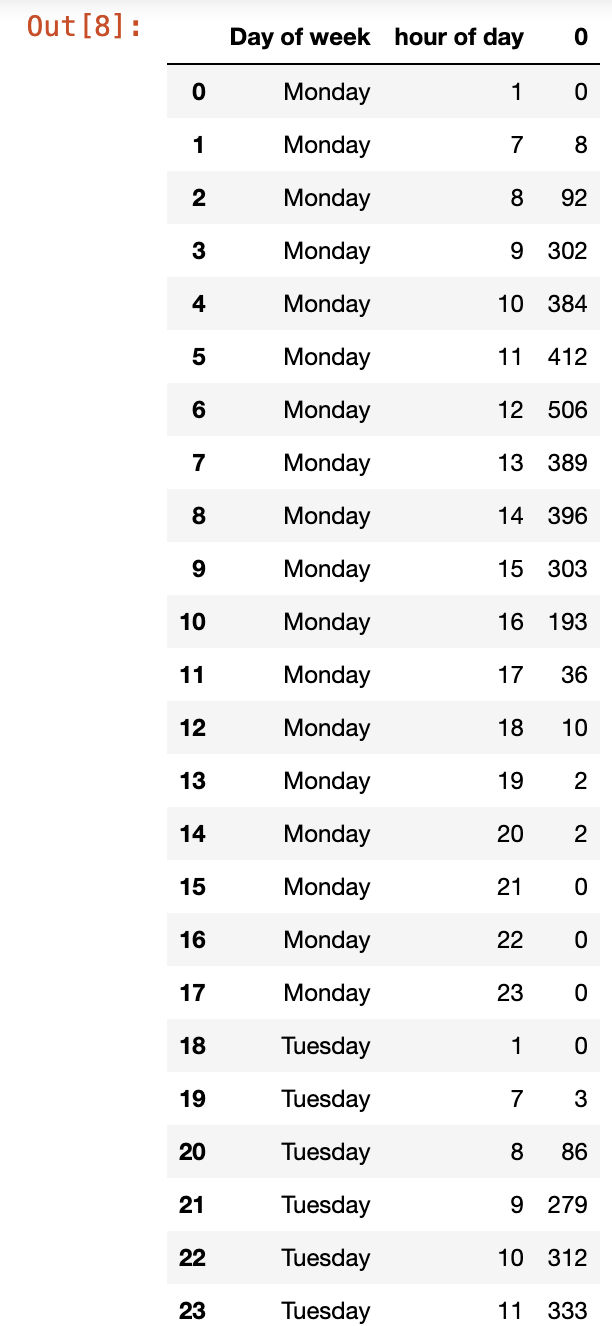 Out[8]:
Day of week hour of day 0
0 Monday 1 0
1 Monday 7 8
2 Monday 8 92
3 Monday 9 302
4 Monday 10 384
5 Monday 11 412
6 Monday 12 506
7 Monday 13 389
8 Monday 14 396
9 Monday 15 303
10 Monday 16 193
11 Monday 17 36
12 Monday 18 10
13 Monday 19 2
14 Monday 20 2
15 Monday 21 0
16 Monday 22 0
17 Monday 23 0
18 Tuesday 1 0
19 Tuesday 7 3
20 Tuesday 8 86
21 Tuesday 9 279
22 Tuesday 10 312
23 Tuesday 11 333